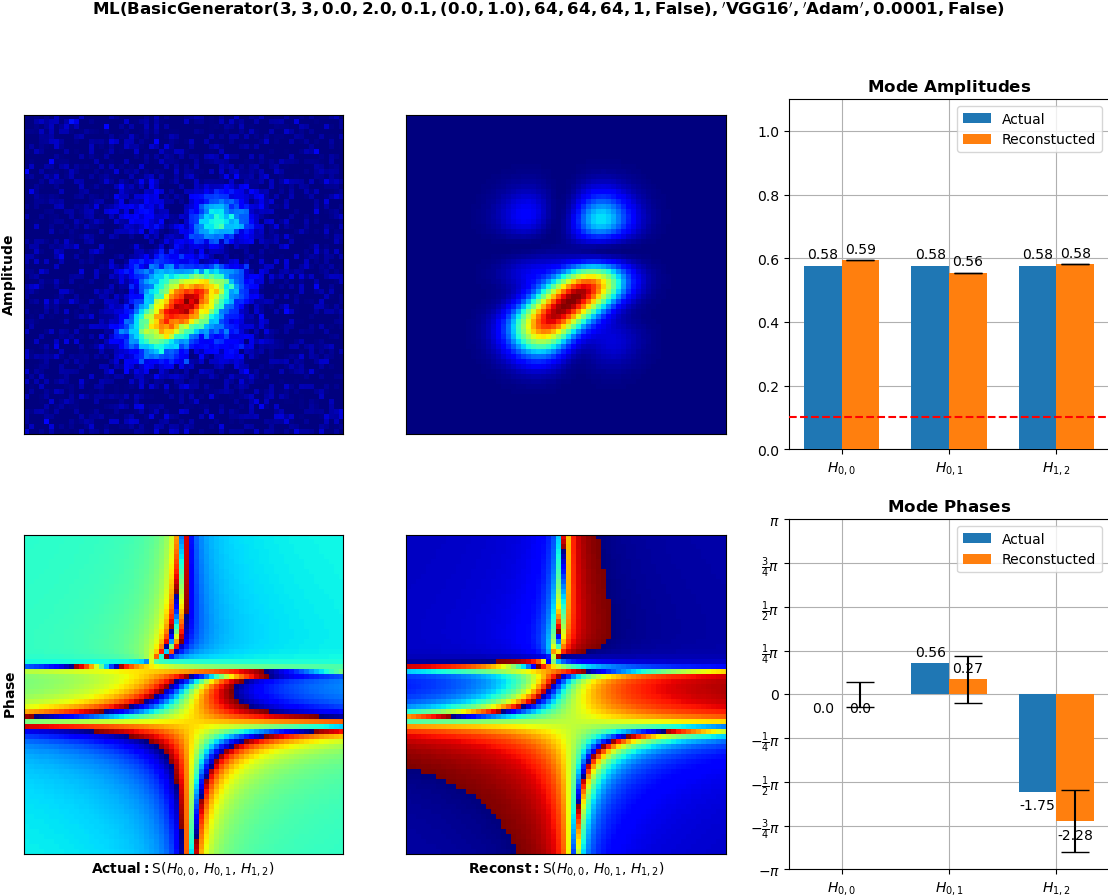 ML(BasicGenerator(3, 3, 0.0, 2.0, 0.1, (0.0, 1.0), 64, 64, 64, 1, False), ′VGG16′, ′Adam′, 0.0001, False)
Amplitude
Mode Amplitudes
Actual
Reconstucted
1.0
0.8
0.6
0.4
0.2
0.0
0.58 0.59
0.58 0.56
0.58 0.58
H0,0 H0,1 H1,2
Phase
Actual: S(H0,0, H0,1, H1,2)
Reconst: S(H0,0, H0,1, H1,2)
Mode Phases
Actual
Reconstucted
π
3/4π
1/2π
1/4π
0
−1/4π
−1/2π
−3/4π
−π
0.0 0.0
0.56 0.27
-1.75 -2.28
H0,0 H0,1 H1,2